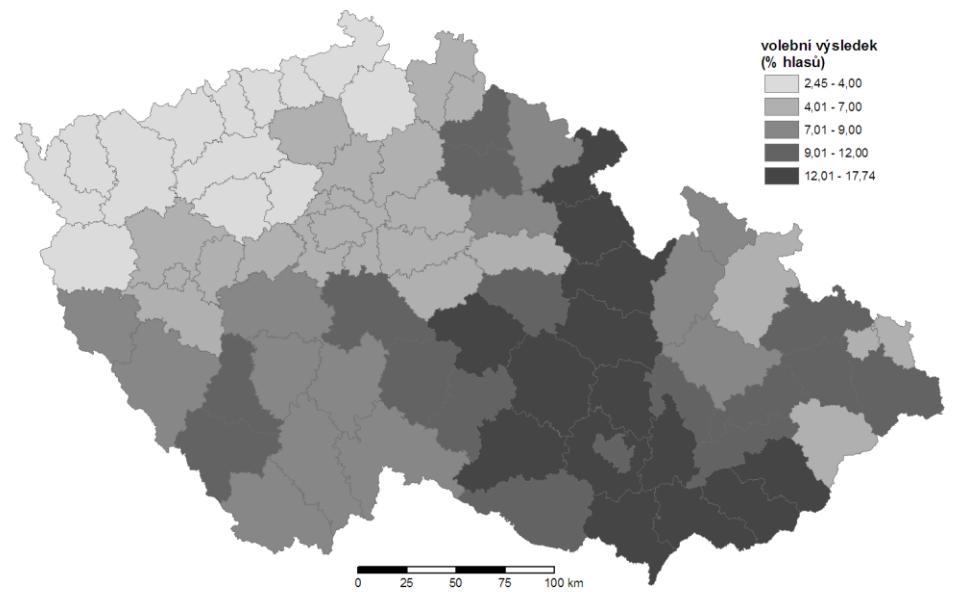 volební výsledek
(% hlasů)
2,45 - 4,00
4,01 - 7,00
7,01 - 9,00
9,01 - 12,00
12,01 - 17,74
0 25 50 75 100 km